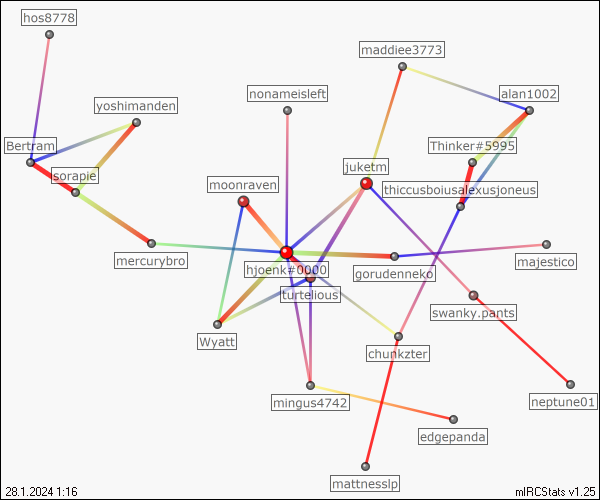 hos8778
maddiee3773
nonameisleft
alan1002
yoshimanden
Bertram
Thinker#5995
juketm
sorapie
moonraven
thiccusboiusalexusjoneus
mercurybro
hjoenk#0000
gorudenneko
majestico
turtelious
swanky.pants
Wyatt
chunkzter
mingus4742
neptune01
edgepanda
mattnesslp
28.1.2024 1:16
mIRCStats v1.25